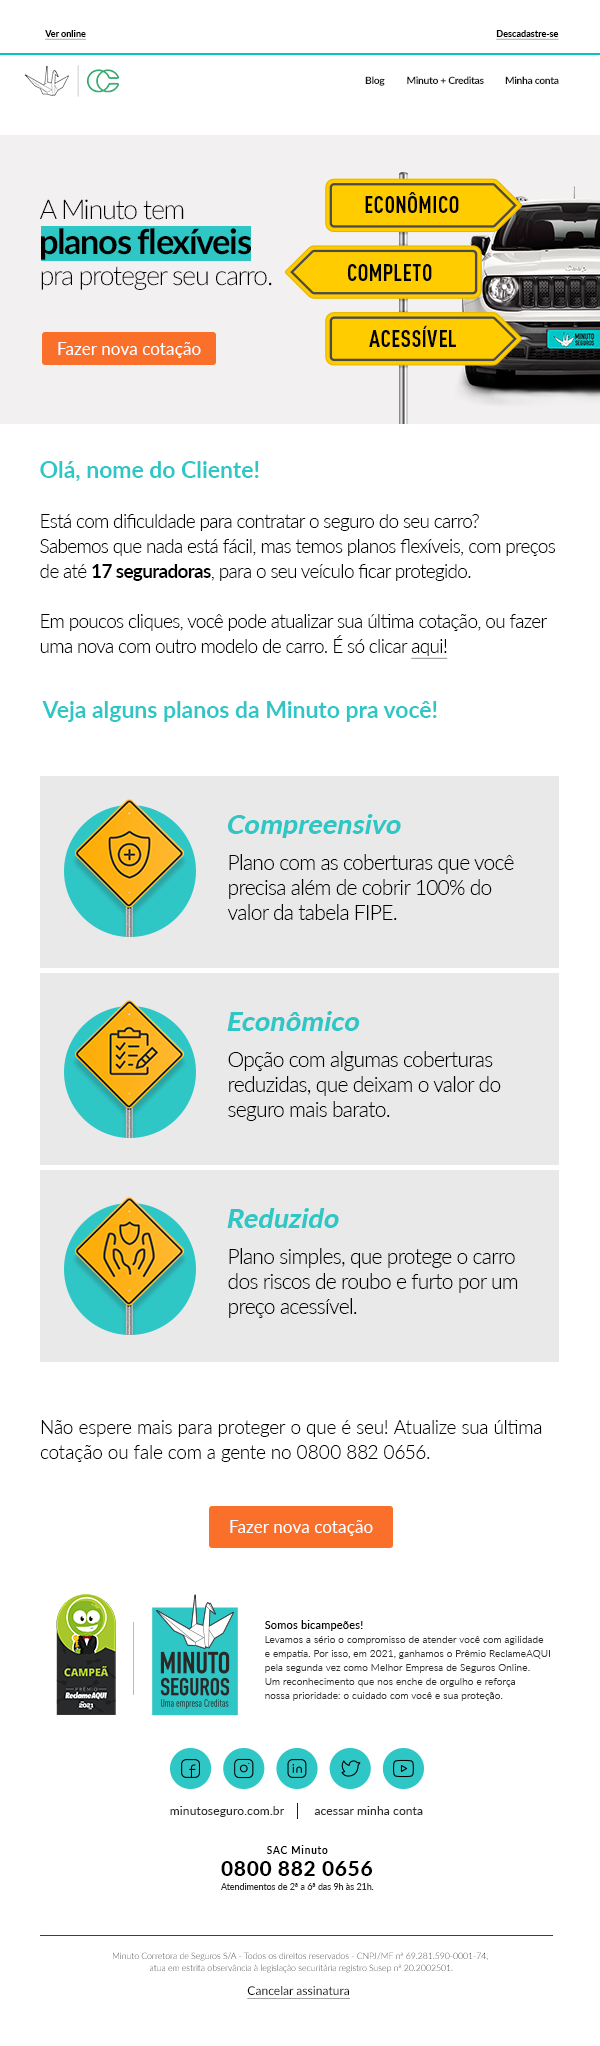 Ver online
Descadastre-se
Blog
Minuto + Creditas
Minha conta
A Minuto tem
planos flexíveis
pra proteger seu carro.
Fazer nova cotação
ECONÔMICO
COMPLETO
ACESSÍVEL
Jeep
MINUTO
SEGUROS
Olá, nome do Cliente!
Está com dificuldade para contratar o seguro do seu carro?
Sabemos que nada está fácil, mas temos planos flexíveis, com preços
de até 17 seguradoras, para o seu veículo ficar protegido.
Em poucos cliques, você pode atualizar sua última cotação, ou fazer
uma nova com outro modelo de carro. É só clicar aqui!
Veja alguns planos da Minuto pra você!
Compreensivo
Plano com as coberturas que você
precisa além de cobrir 100% do
valor da tabela FIPE.
Econômico
Opção com algumas coberturas
reduzidas, que deixam o valor do
seguro mais barato.
Reduzido
Plano simples, que protege o carro
dos riscos de roubo e furto por um
preço acessível.
Não espere mais para proteger o que é seu! Atualize sua última
cotação ou fale com a gente no 0800 882 0656.
Fazer nova cotação
CAMPEÃ
PRÊMIO
ReclameAQUI
2021
MINUTO
SEGUROS
Uma empresa Creditas
Somos bicampeões!
Levamos a sério o compromisso de atender você com agilidade
e empatia. Por isso, em 2021, ganhamos o Prêmio ReclameAQUI
pela segunda vez como Melhor Empresa de Seguros Online.
Um reconhecimento que nos enche de orgulho e reforça
nossa prioridade: o cuidado com você e sua proteção.
minutoseguro.com.br | acessar minha conta
SAC Minuto
0800 882 0656
Atendimentos de 2ª a 6ª das 9h às 21h.
Minuto Corretora de Seguros S/A - Todos os direitos reservados - CNPJ/MF nº 69.281.590-0001-74,
atua em estrita observância à legislação securitária registro Susep nº 20.2002501.
Cancelar assinatura